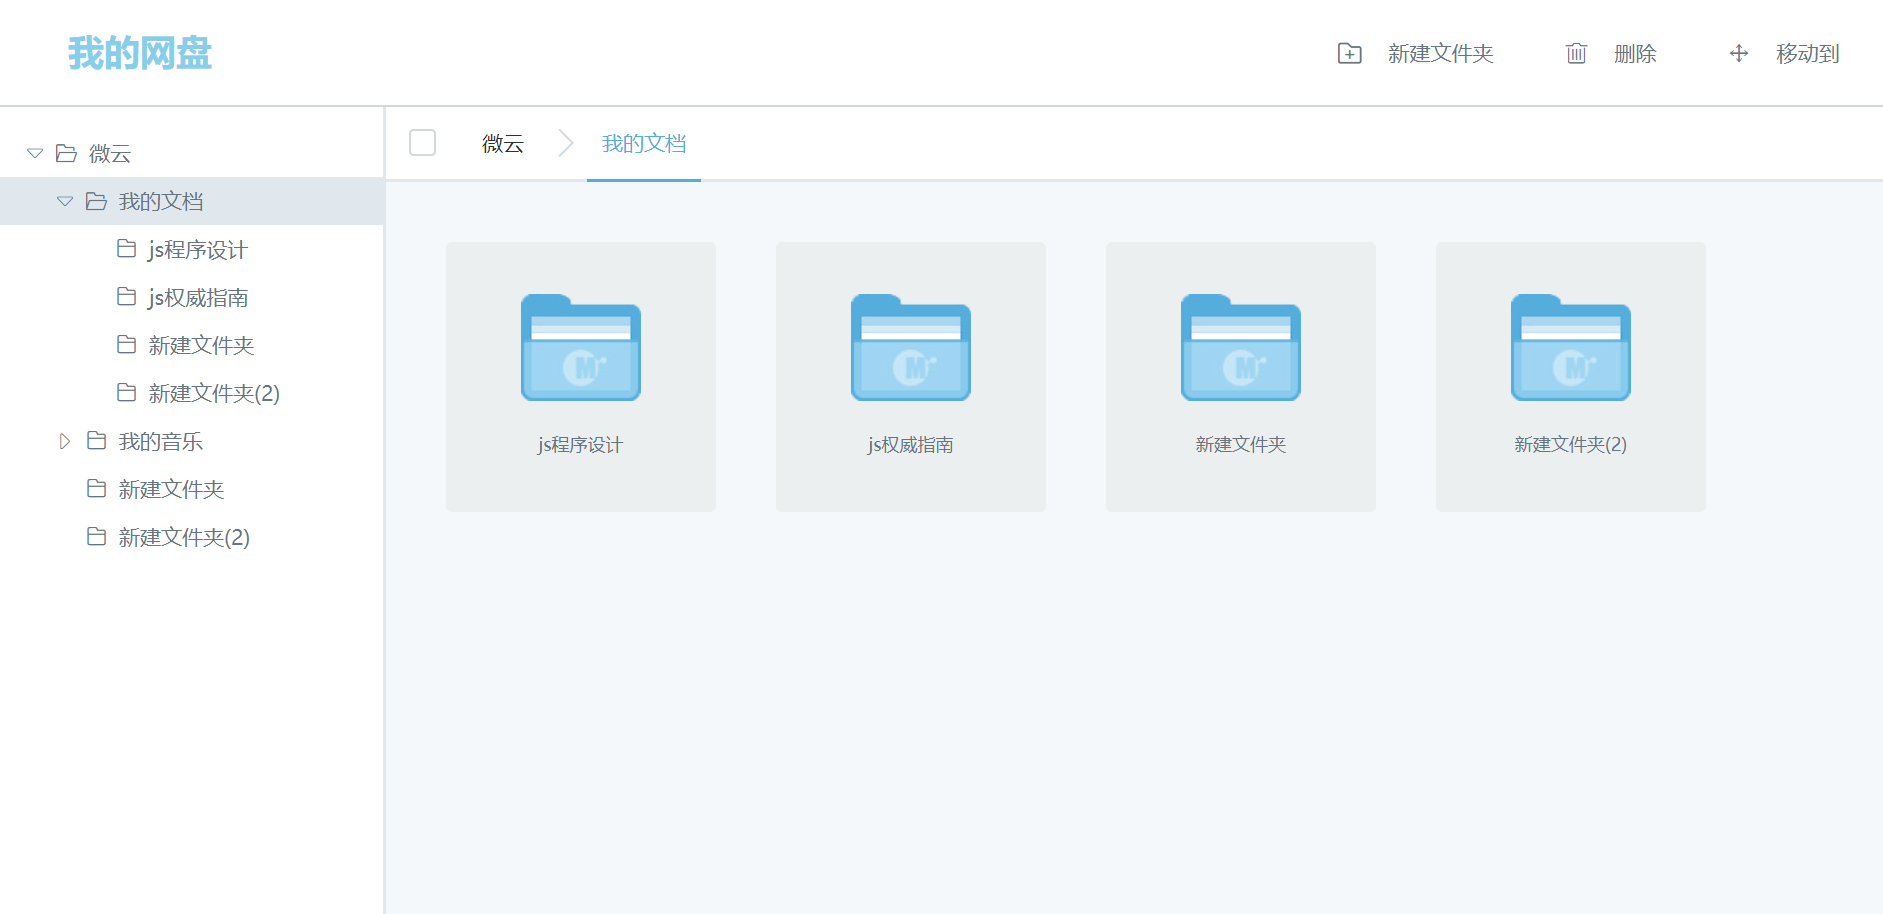 我的网盘
新建文件夹 删除 移动到
微云
我的文档
js程序设计
js权威指南
新建文件夹
新建文件夹(2)
我的音乐
新建文件夹
新建文件夹(2)
微云 我的文档
js程序设计 js权威指南 新建文件夹 新建文件夹(2)